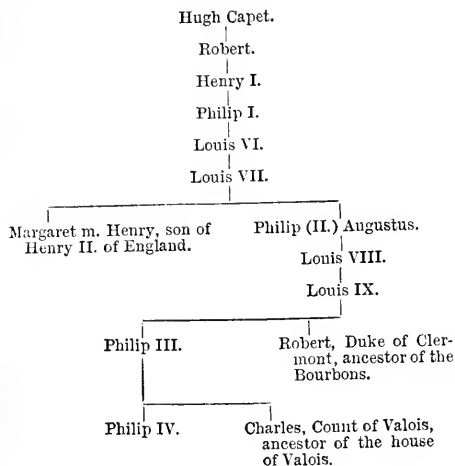 Hugh Capet.
Robert.
Henry I.
Philip I.
Louis VI.
Louis VII.
Margaret m. Henry, son of
Henry II. of England.
Philip (II.) Augustus.
Louis VIII.
Louis IX.
Philip III.
Robert, Duke of Cler-
mont, ancestor of the
Bourbons.
Philip IV.
Charles, Count of Valois,
ancestor of the house
of Valois.